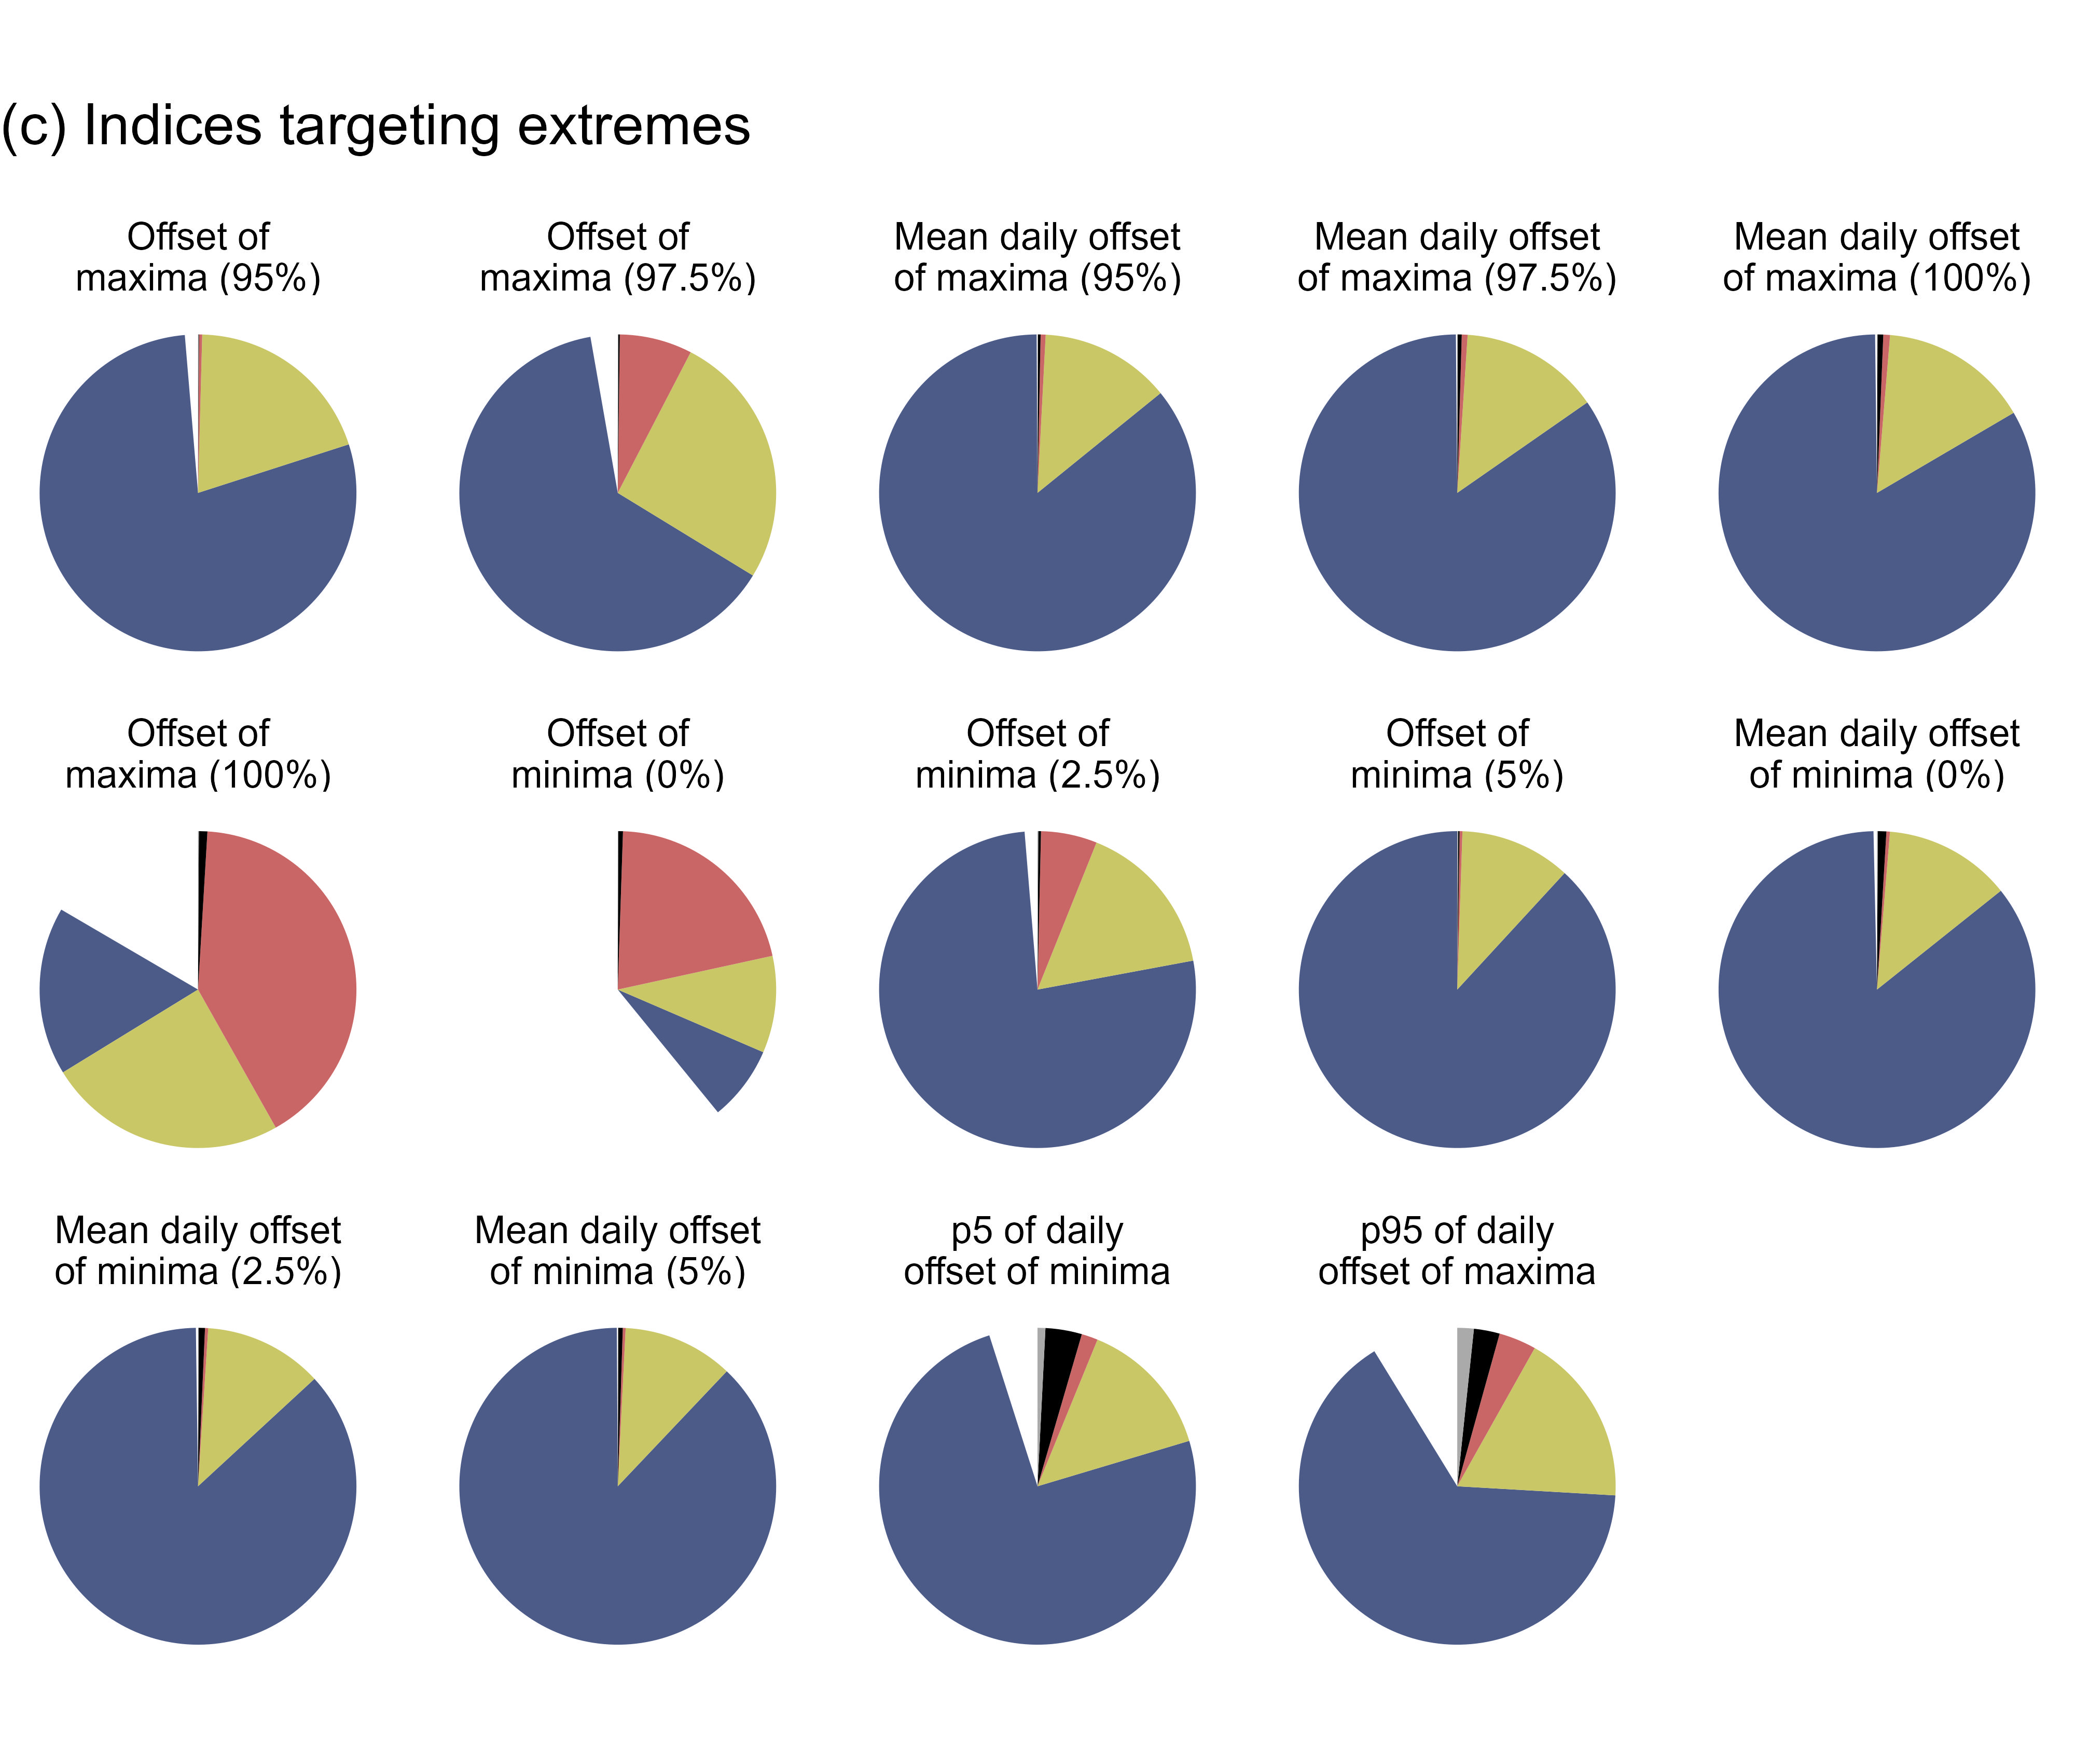 (c) Indices targeting extremes
Offset of
maxima (95%)
Offset of
maxima (97.5%)
Mean daily offset
of maxima (95%)
Mean daily offset
of maxima (97.5%)
Mean daily offset
of maxima (100%)
Offset of
maxima (100%)
Offset of
minima (0%)
Offset of
minima (2.5%)
Offset of
minima (5%)
Mean daily offset
of minima (0%)
Mean daily offset
of minima (2.5%)
Mean daily offset
of minima (5%)
p5 of daily
offset of minima
p95 of daily
offset of maxima